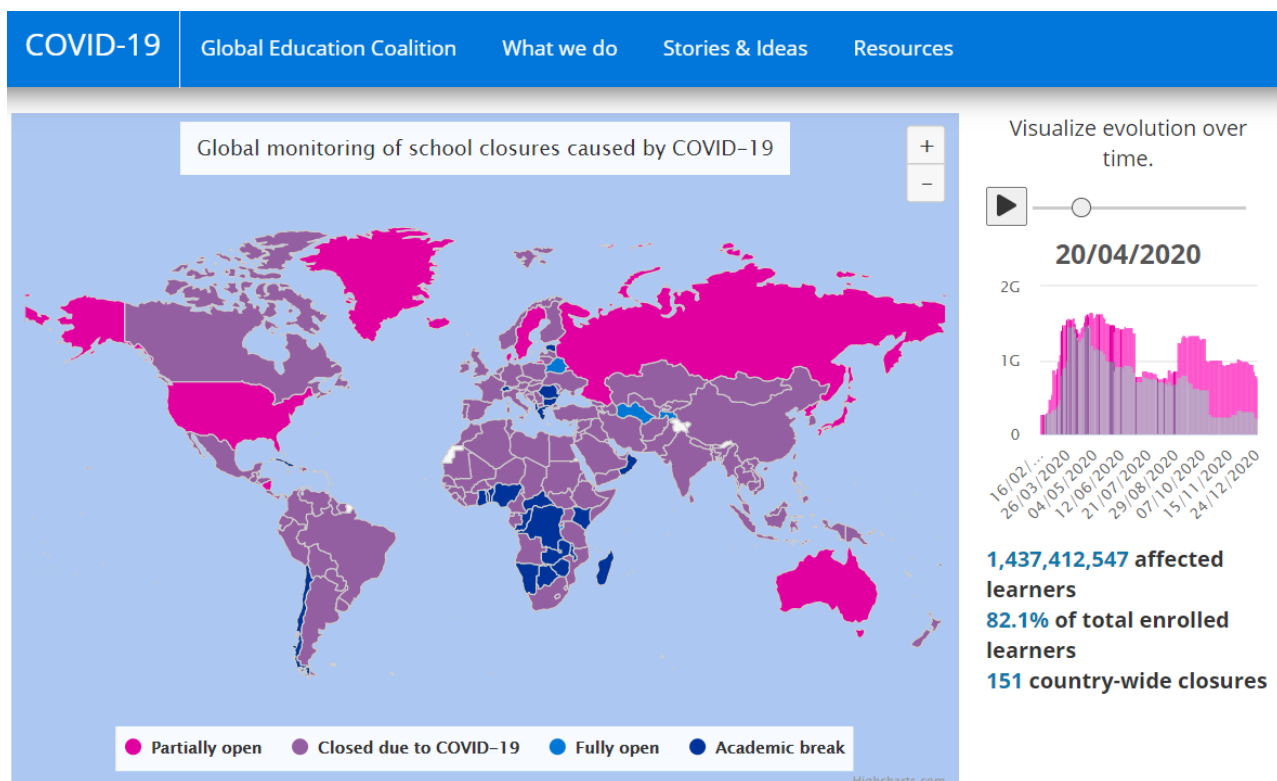 COVID-19
Global Education Coalition
What we do
Stories & Ideas
Resources
Global monitoring of school closures caused by COVID-19
+
−
Visualize evolution over
time.
20/04/2020
2G
1G
0
16/02/...
26/03/2020
04/05/2020
12/06/2020
21/07/2020
29/08/2020
07/10/2020
15/11/2020
24/12/2020
1,437,412,547 affected
learners
82.1% of total enrolled
learners
151 country-wide closures
Partially open
Closed due to COVID-19
Fully open
Academic break
Highcharts.com